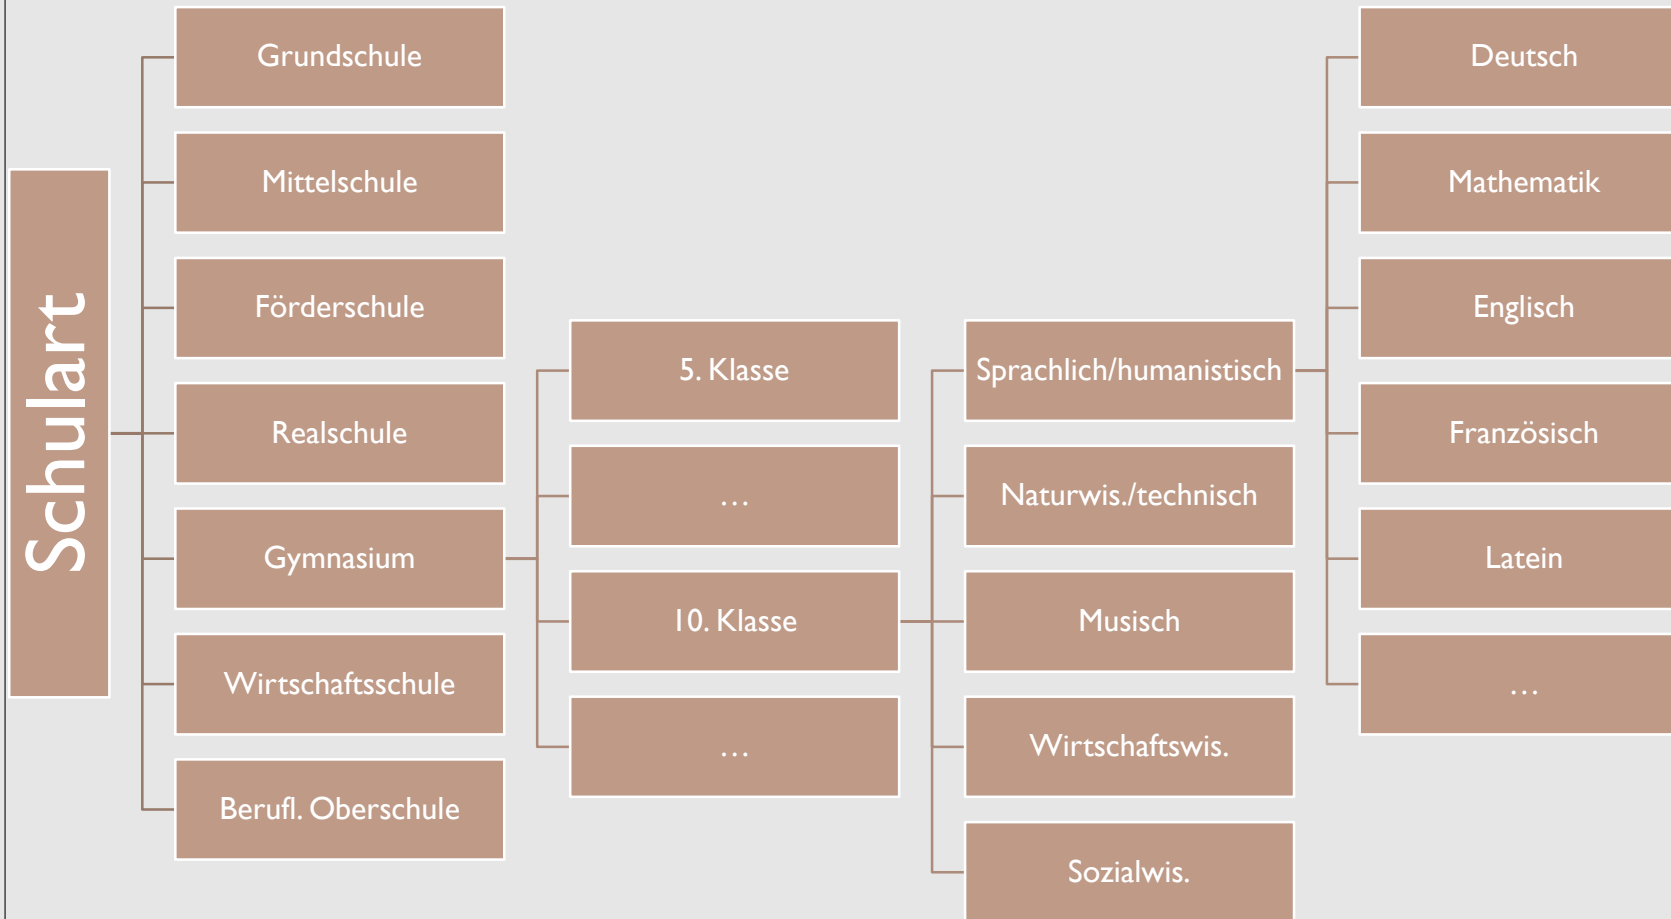 Schulart
Grundschule
Mittelschule
Förderschule
Realschule
Gymnasium
Wirtschaftsschule
Berufl. Oberschule
5. Klasse
…
10. Klasse
…
Sprachlich/humanistisch
Naturwis./technisch
Musisch
Wirtschaftswis.
Sozialwis.
Deutsch
Mathematik
Englisch
Französisch
Latein
…